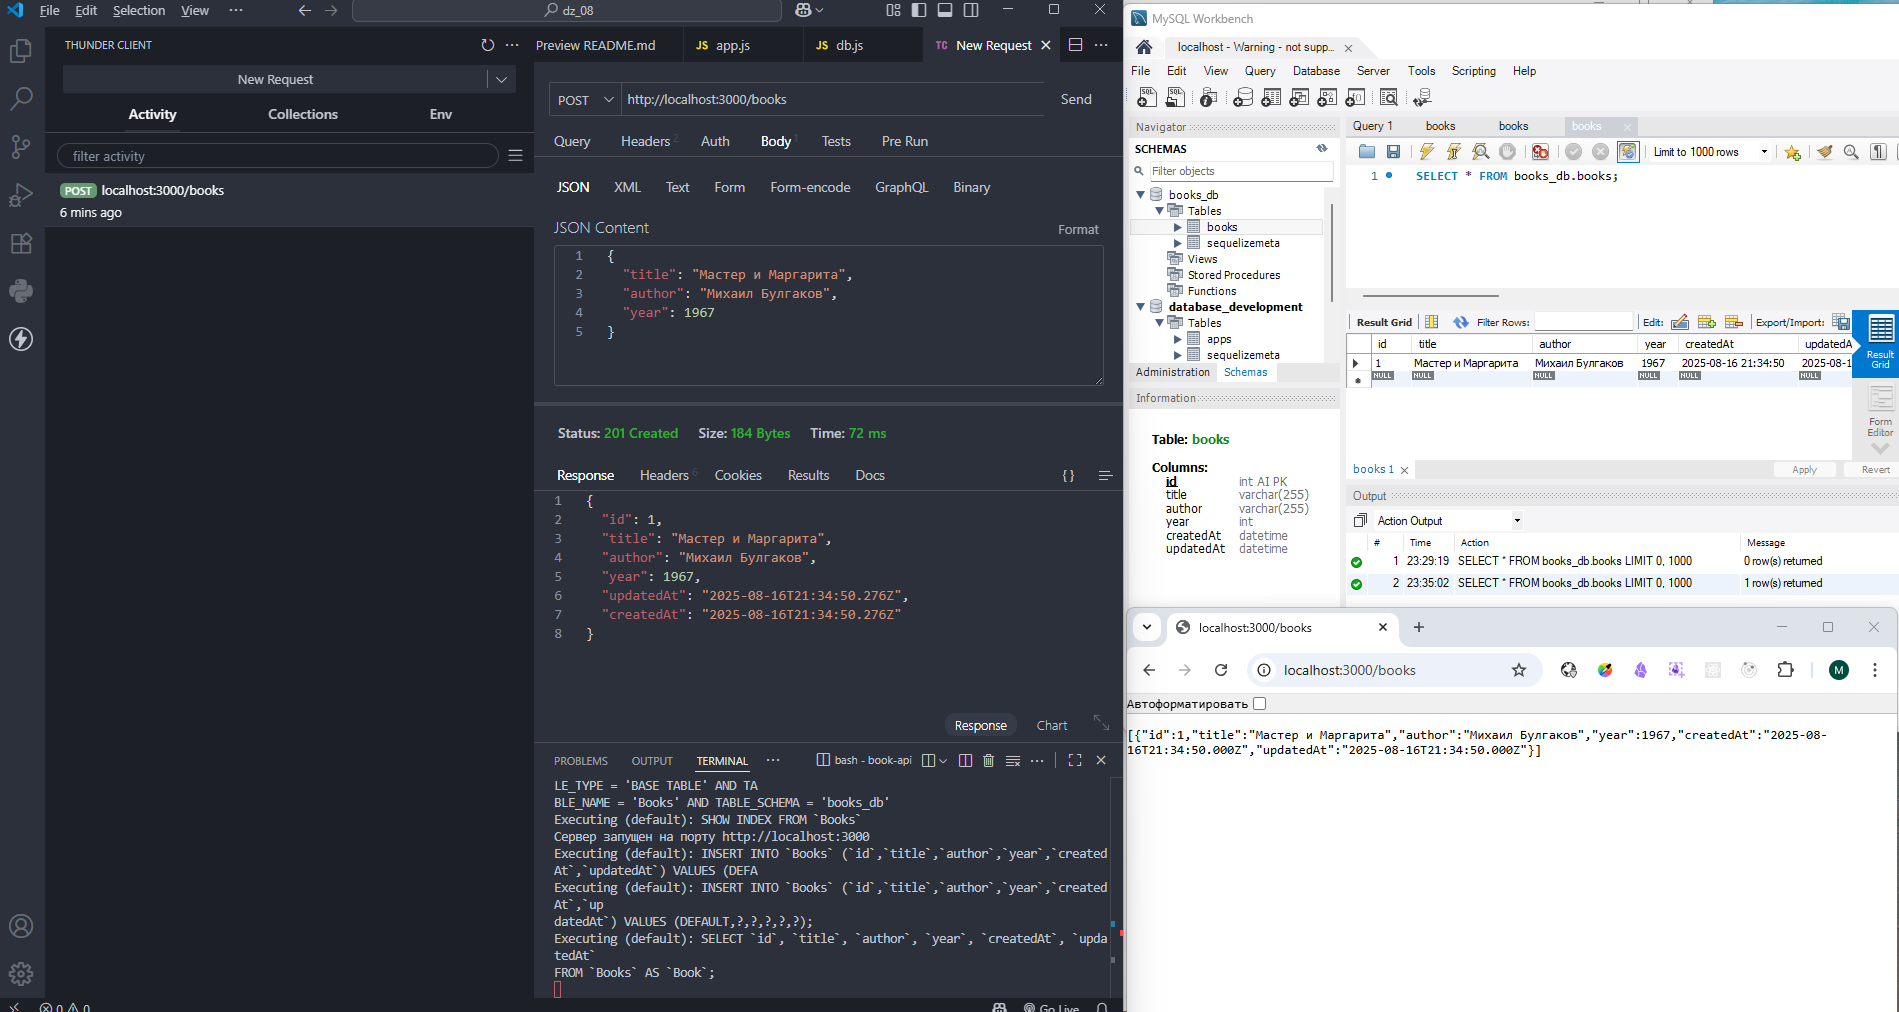 File Edit Selection View ··· dz_08
THUNDER CLIENT
New Request
Activity Collections Env
filter activity
POST localhost:3000/books
6 mins ago
Preview README.md JS app.js JS db.js TC New Request
POST http://localhost:3000/books Send
Query Headers 2 Auth Body 1 Tests Pre Run
JSON XML Text Form Form-encode GraphQL Binary
JSON Content Format
1 {
2 "title": "Мастер и Маргарита",
3 "author": "Михаил Булгаков",
4 "year": 1967
5 }
Status: 201 Created Size: 184 Bytes Time: 72 ms
Response Headers 6 Cookies Results Docs {}
1 {
2 "id": 1,
3 "title": "Мастер и Маргарита",
4 "author": "Михаил Булгаков",
5 "year": 1967,
6 "updatedAt": "2025-08-16T21:34:50.276Z",
7 "createdAt": "2025-08-16T21:34:50.276Z"
8 }
Response Chart
PROBLEMS OUTPUT TERMINAL ··· bash - book-api
LE_TYPE = 'BASE TABLE' AND TA
BLE_NAME = 'Books' AND TABLE_SCHEMA = 'books_db'
Executing (default): SHOW INDEX FROM `Books`
Сервер запущен на порту http://localhost:3000
Executing (default): INSERT INTO `Books` (`id`,`title`,`author`,`year`,`created
At`,`updatedAt`) VALUES (DEFA
Executing (default): INSERT INTO `Books` (`id`,`title`,`author`,`year`,`created
At`,`up
datedAt`) VALUES (DEFAULT,?,?,?,?,?);
Executing (default): SELECT `id`, `title`, `author`, `year`, `createdAt`, `upda
tedAt`
FROM `Books` AS `Book`;
0 0 Go Live
MySQL Workbench
localhost - Warning - not supp...
File Edit View Query Database Server Tools Scripting Help
Navigator
SCHEMAS
Filter objects
books_db
Tables
books
sequelizemeta
Views
Stored Procedures
Functions
database_development
Tables
apps
sequelizemeta
Administration Schemas
Information
Table: books
Columns:
id int AI PK
title varchar(255)
author varchar(255)
year int
createdAt datetime
updatedAt datetime
Query 1 books books books
Limit to 1000 rows
1 SELECT * FROM books_db.books;
Result Grid Filter Rows: Edit: Export/Import:
id title author year createdAt updatedA
1 Мастер и Маргарита Михаил Булгаков 1967 2025-08-16 21:34:50 2025-08-1
NULL NULL NULL NULL NULL NULL
Result
Grid
Form
Editor
books 1 Apply Revert
Output
Action Output
# Time Action Message
1 23:29:19 SELECT * FROM books_db.books LIMIT 0, 1000 0 row(s) returned
2 23:35:02 SELECT * FROM books_db.books LIMIT 0, 1000 1 row(s) returned
localhost:3000/books
localhost:3000/books M
Автоформатировать
[{"id":1,"title":"Мастер и Маргарита","author":"Михаил Булгаков","year":1967,"createdAt":"2025-08-
16T21:34:50.000Z","updatedAt":"2025-08-16T21:34:50.000Z"}]